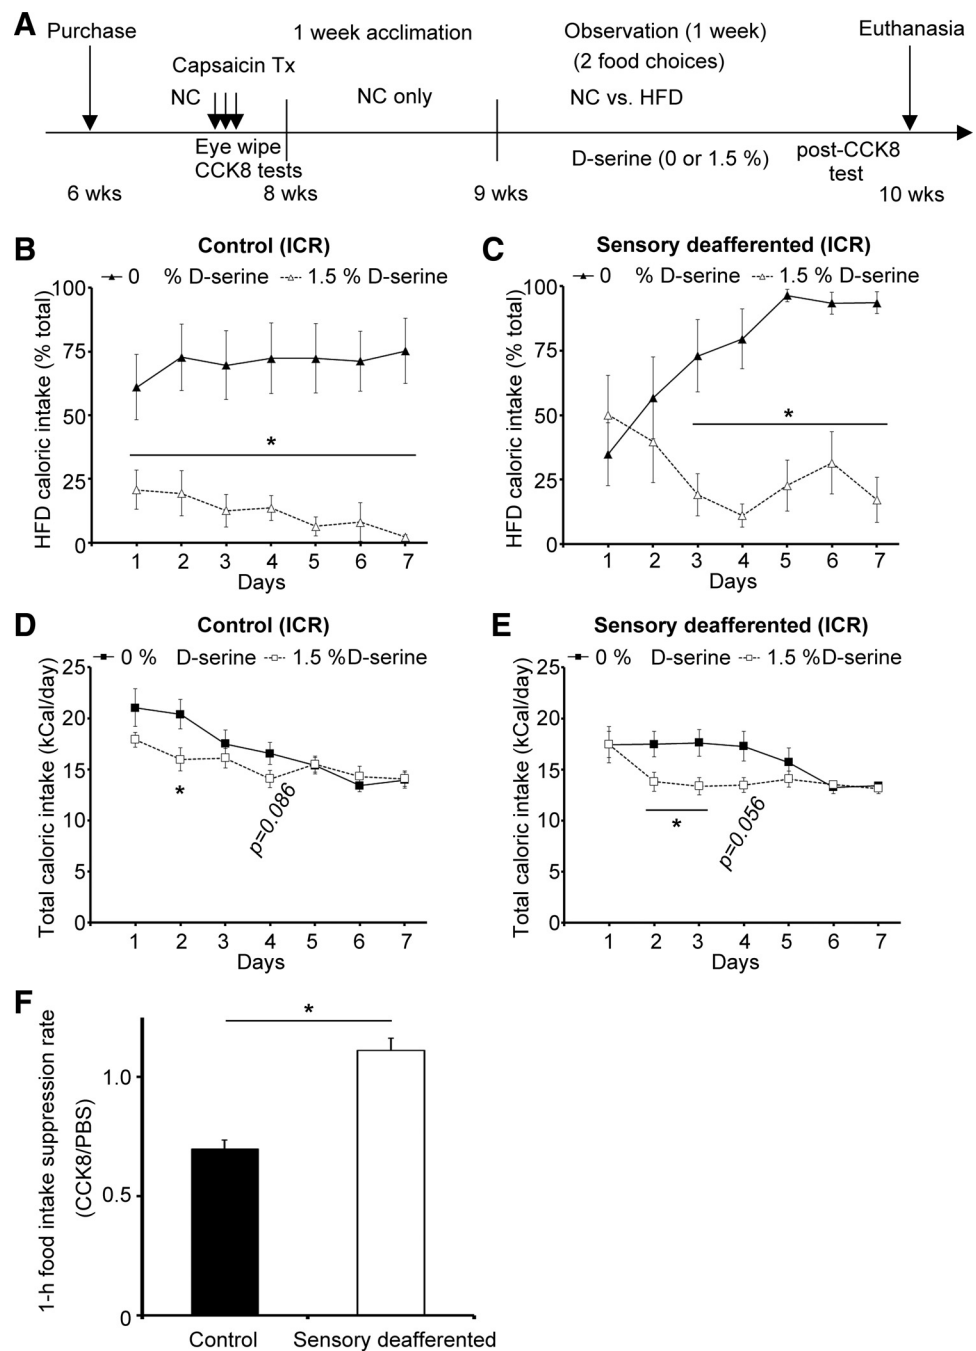 A
Purchase
1 week acclimation
Observation (1 week)
Euthanasia
(2 food choices)
Capsaicin Tx
NC
NC only
NC vs. HFD
Eye wipe
CCK8 tests
D-serine (0 or 1.5 %)
post-CCK8
test
6 wks
8 wks
9 wks
10 wks
B
Control (ICR)
0 % D-serine
1.5 % D-serine
HFD caloric intake (% total)
100
75
50
25
0
*
1 2 3 4 5 6 7
Days
C
Sensory deafferented (ICR)
0 % D-serine
1.5 % D-serine
HFD caloric intake (% total)
100
75
50
25
0
*
1 2 3 4 5 6 7
Days
D
Control (ICR)
0 % D-serine
1.5 %D-serine
Total caloric intake (kCal/day)
25
20
15
10
5
0
*
p=0.086
1 2 3 4 5 6 7
Days
E
Sensory deafferented (ICR)
0 % D-serine
1.5 %D-serine
Total caloric intake (kCal/day)
25
20
15
10
5
0
*
p=0.056
1 2 3 4 5 6 7
Days
F
1-h food intake suppression rate
(CCK8/PBS)
*
1.0
0.5
0
Control
Sensory deafferented